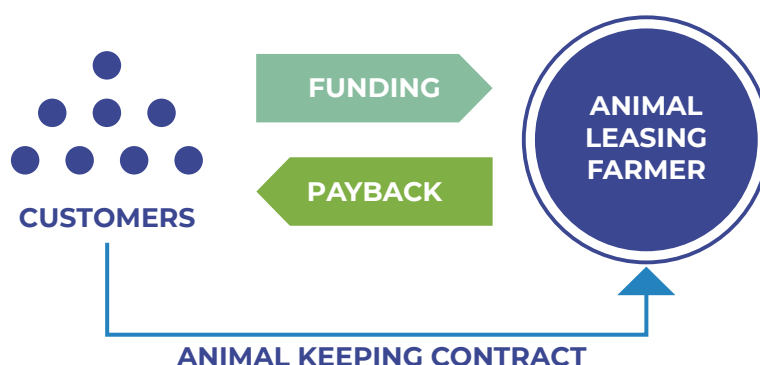 FUNDING
ANIMAL
LEASING
FARMER
PAYBACK
CUSTOMERS
ANIMAL KEEPING CONTRACT